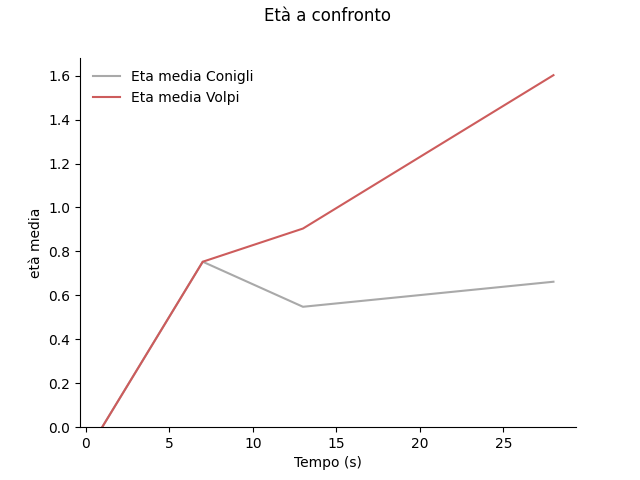 Età a confronto
Eta media Conigli
Eta media Volpi
1.6
1.4
1.2
1.0
0.8
0.6
0.4
0.2
0.0
età media
0 5 10 15 20 25
Tempo (s)